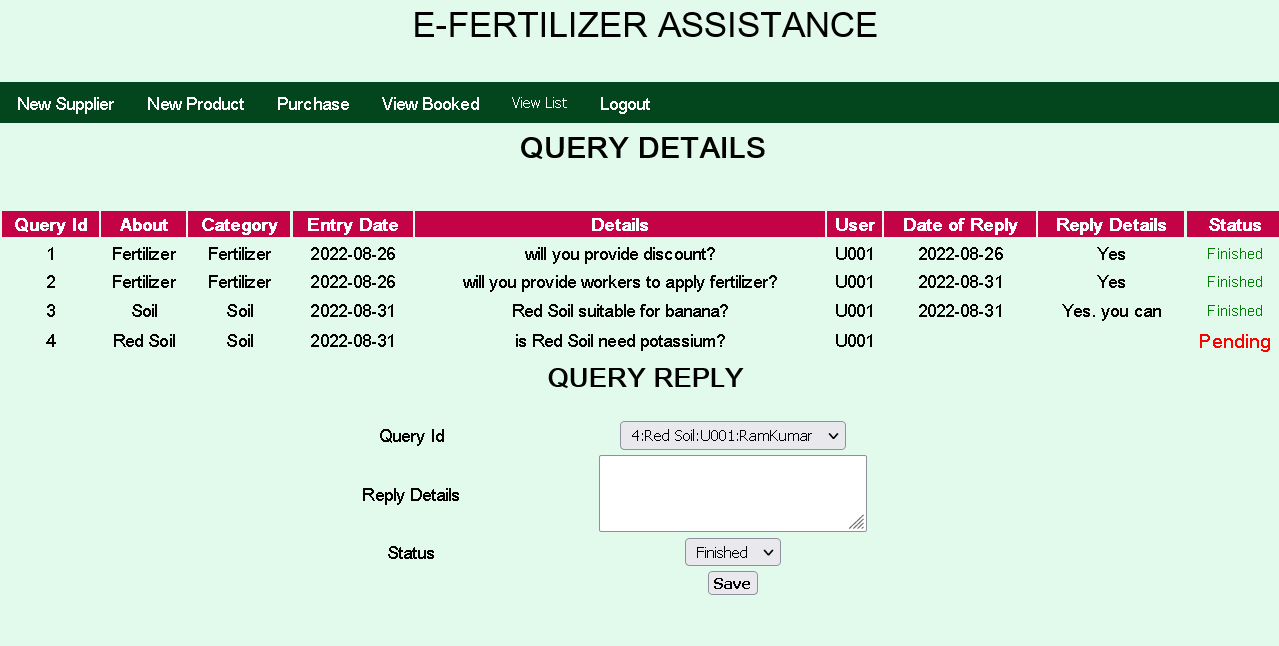 E-FERTILIZER ASSISTANCE
New Supplier New Product Purchase View Booked View List Logout
QUERY DETAILS
Query Id About Category Entry Date Details User Date of Reply Reply Details Status
1 Fertilizer Fertilizer 2022-08-26 will you provide discount? U001 2022-08-26 Yes Finished
2 Fertilizer Fertilizer 2022-08-26 will you provide workers to apply fertilizer? U001 2022-08-31 Yes Finished
3 Soil Soil 2022-08-31 Red Soil suitable for banana? U001 2022-08-31 Yes. you can Finished
4 Red Soil Soil 2022-08-31 is Red Soil need potassium? U001 Pending
QUERY REPLY
Query Id 4:Red Soil:U001:RamKumar
Reply Details
Status Finished
Save